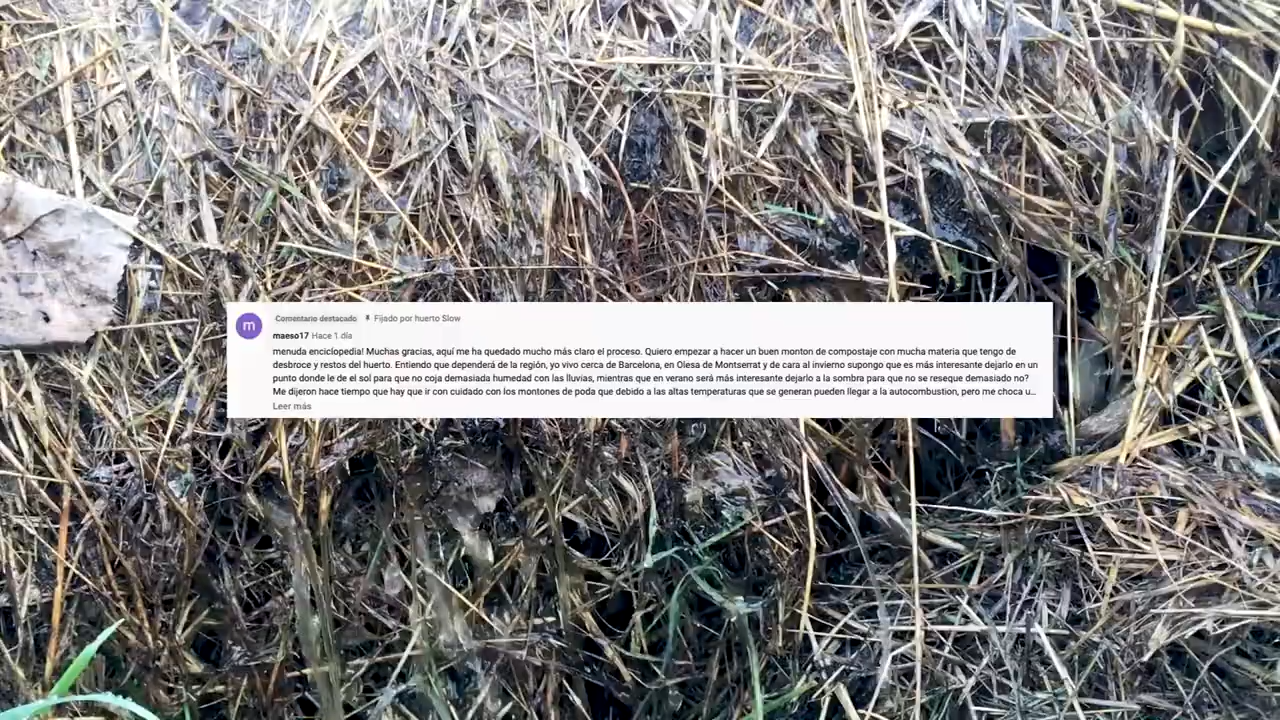 m
Comentario destacado Fijado por huerto Slow
maeso17 Hace 1 día
menuda enciclopedia! Muchas gracias, aquí me ha quedado mucho más claro el proceso. Quiero empezar a hacer un buen monton de compostaje con mucha materia que tengo de
desbroce y restos del huerto. Entiendo que dependerá de la región, yo vivo cerca de Barcelona, en Olesa de Montserrat y de cara al invierno supongo que es más interesante dejarlo en un
punto donde le de el sol para que no coja demasiada humedad con las lluvias, mientras que en verano será más interesante dejarlo a la sombra para que no se reseque demasiado no?
Me dijeron hace tiempo que hay que ir con cuidado con los montones de poda que debido a las altas temperaturas que se generan pueden llegar a la autocombustion, pero me choca u...
Leer más